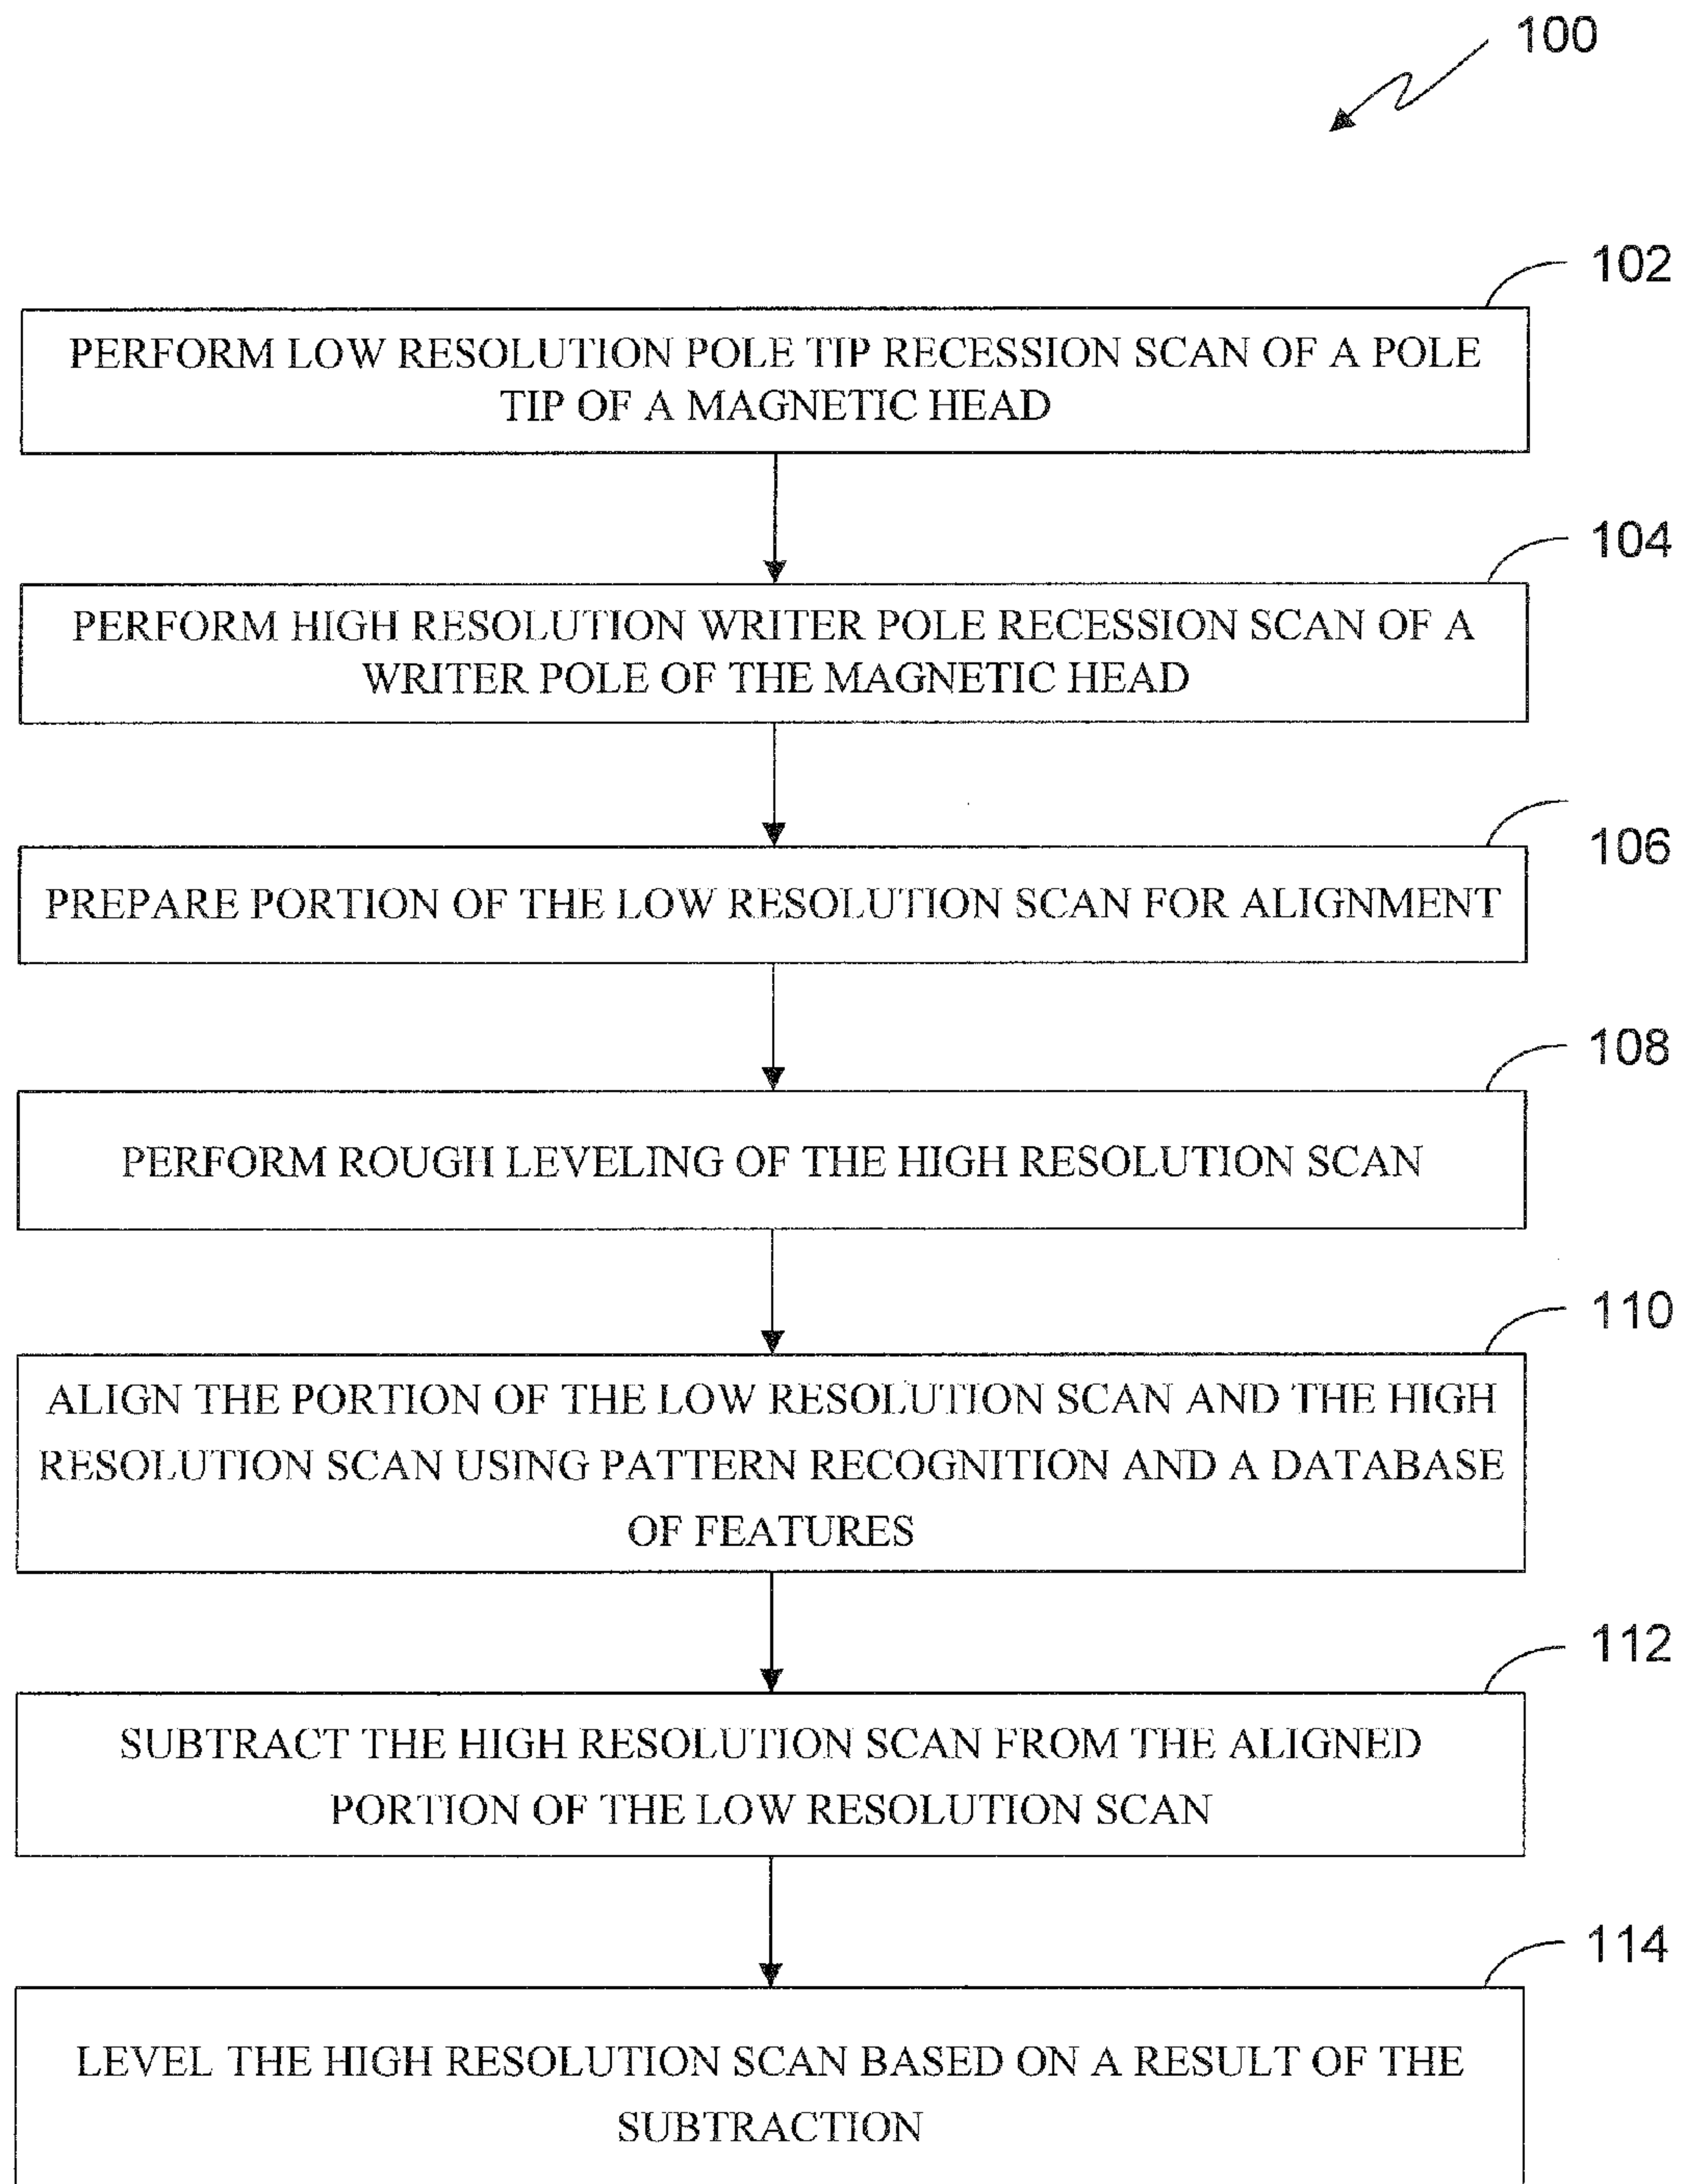 100
102
PERFORM LOW RESOLUTION POLE TIP RECESSION SCAN OF A POLE
TIP OF A MAGNETIC HEAD
104
PERFORM HIGH RESOLUTION WRITER POLE RECESSION SCAN OF A
WRITER POLE OF THE MAGNETIC HEAD
106
PREPARE PORTION OF THE LOW RESOLUTION SCAN FOR ALIGNMENT
108
PERFORM ROUGH LEVELING OF THE HIGH RESOLUTION SCAN
110
ALIGN THE PORTION OF THE LOW RESOLUTION SCAN AND THE HIGH
RESOLUTION SCAN USING PATTERN RECOGNITION AND A DATABASE
OF FEATURES
112
SUBTRACT THE HIGH RESOLUTION SCAN FROM THE ALIGNED
PORTION OF THE LOW RESOLUTION SCAN
114
LEVEL THE HIGH RESOLUTION SCAN BASED ON A RESULT OF THE
SUBTRACTION